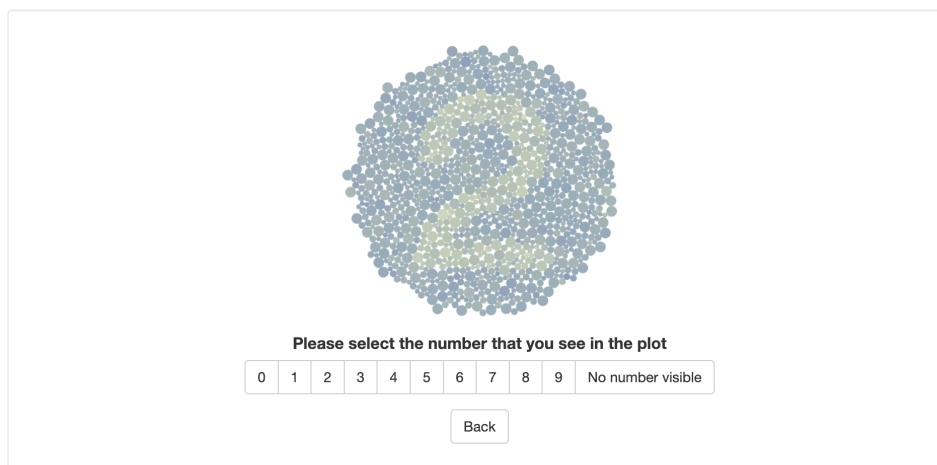 2
Please select the number that you see in the plot
0 1 2 3 4 5 6 7 8 9 No number visible
Back